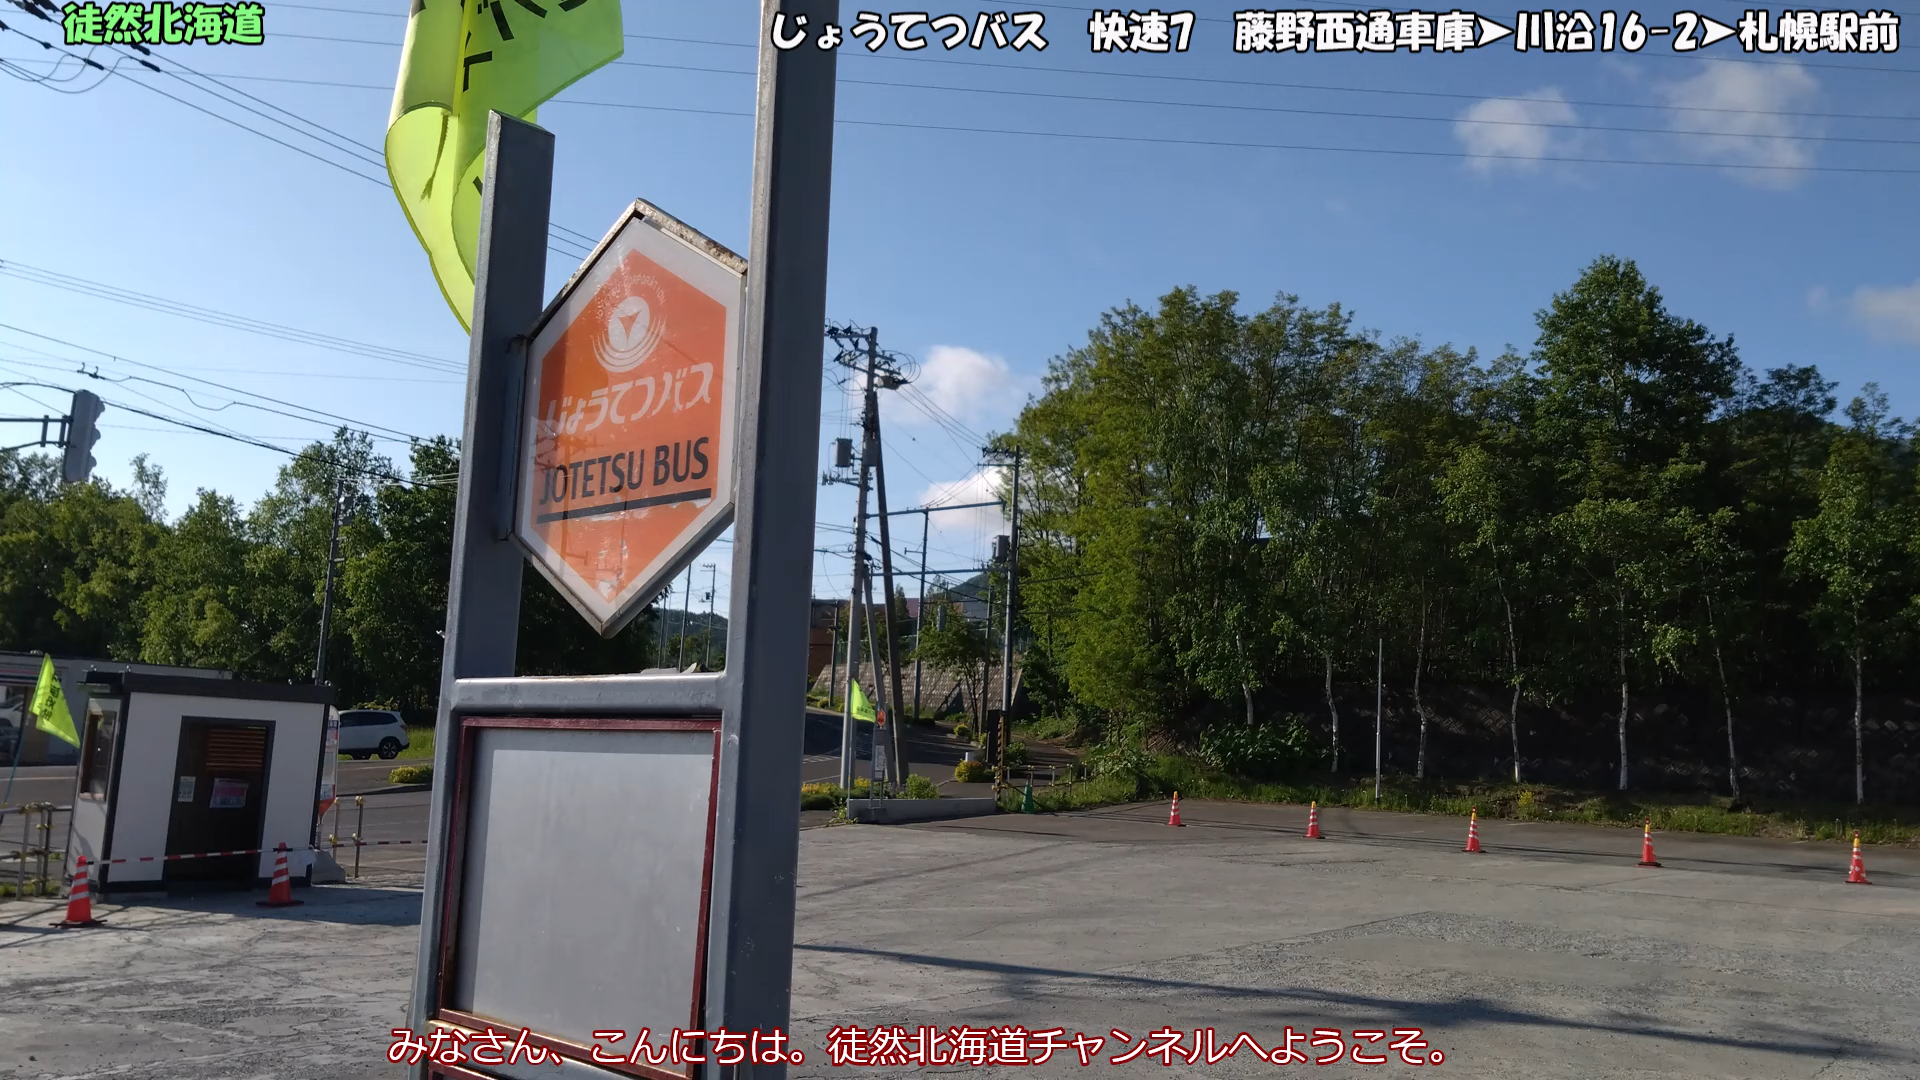 徒然北海道
じょうてつバス 快速7 藤野西通車庫➤川沿16-2➤札幌駅前
じょうてつバス
JOTETSU BUS
みなさん、こんにちは。徒然北海道チャンネルへようこそ。